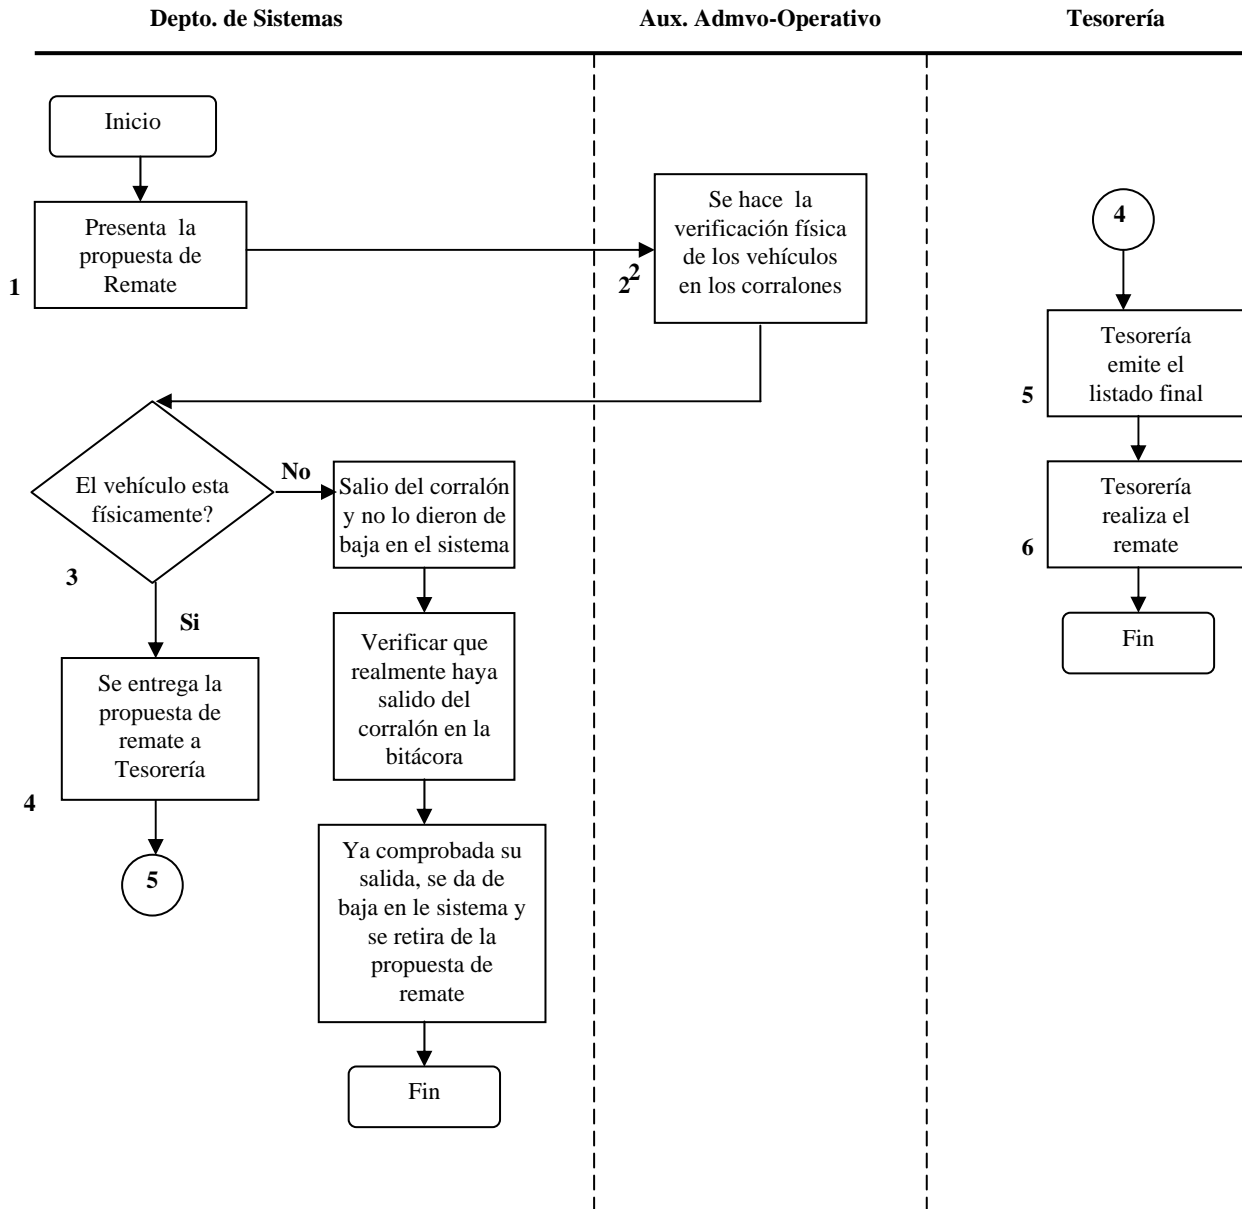 Depto. de Sistemas
Aux. Admvo-Operativo
Tesorería
Inicio
Presenta la
propuesta de
Remate
1
Se hace la
verificación física
de los vehículos
en los corralones
2
2
El vehículo esta
físicamente?
3
No
Salio del corralón
y no lo dieron de
baja en el sistema
Verificar que
realmente haya
salido del
corralón en la
bitácora
Ya comprobada su
salida, se da de
baja en le sistema y
se retira de la
propuesta de
remate
Fin
Si
Se entrega la
propuesta de
remate a
Tesorería
4
5
4
Tesorería
emite el
listado final
5
Tesorería
realiza el
remate
6
Fin